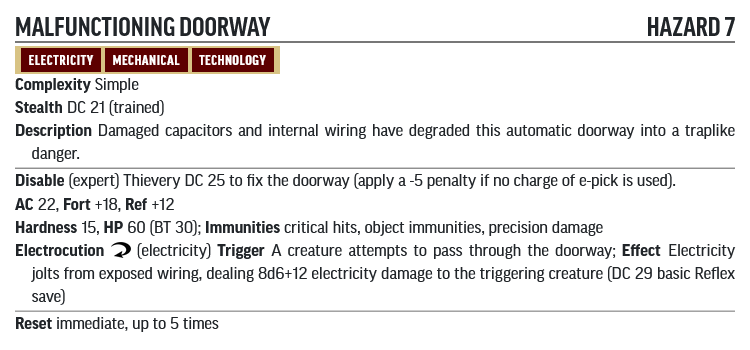 MALFUNCTIONING DOORWAY HAZARD 7
ELECTRICITY MECHANICAL TECHNOLOGY
Complexity Simple
Stealth DC 21 (trained)
Description Damaged capacitors and internal wiring have degraded this automatic doorway into a traplike
danger.
Disable (expert) Thievery DC 25 to fix the doorway (apply a -5 penalty if no charge of e-pick is used).
AC 22, Fort +18, Ref +12
Hardness 15, HP 60 (BT 30); Immunities critical hits, object immunities, precision damage
Electrocution (electricity) Trigger A creature attempts to pass through the doorway; Effect Electricity
jolts from exposed wiring, dealing 8d6+12 electricity damage to the triggering creature (DC 29 basic Reflex
save)
Reset immediate, up to 5 times